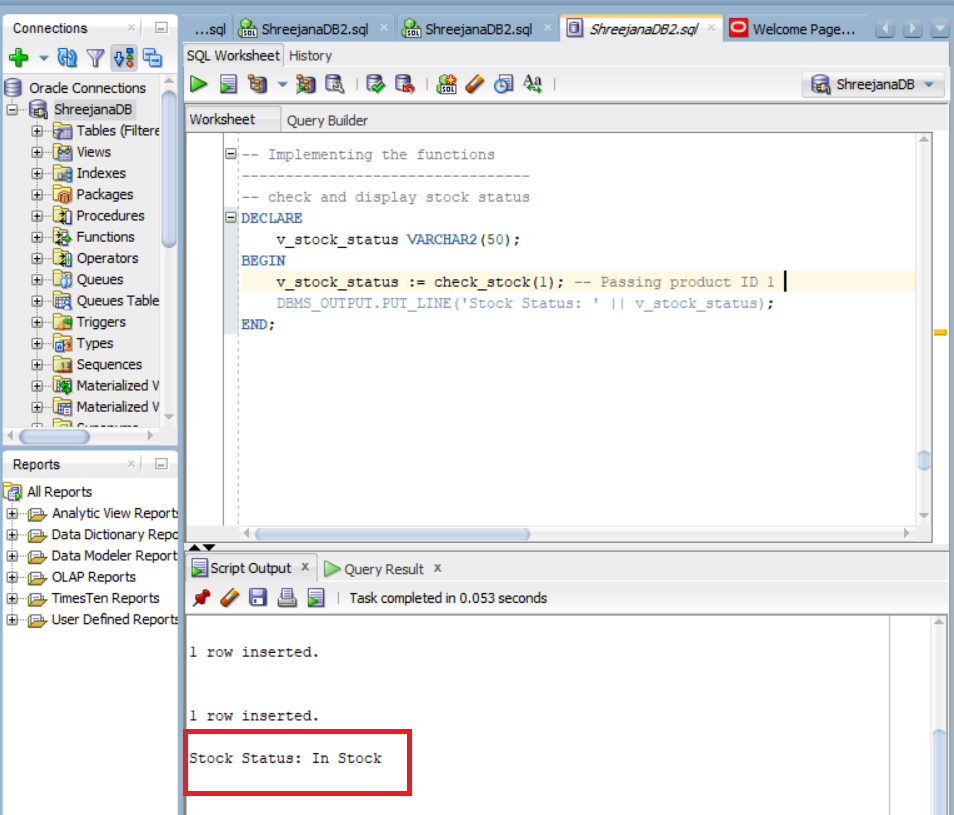 Connections
Oracle Connections
ShreejanaDB
Tables (Filtere
Views
Indexes
Packages
Procedures
Functions
Operators
Queues
Queues Table
Triggers
Types
Sequences
Materialized V
Materialized V
Reports
All Reports
Analytic View Reports
Data Dictionary Repo
Data Modeler Report
OLAP Reports
TimesTen Reports
User Defined Reports
...sql
ShreejanaDB2.sql
ShreejanaDB2.sql
ShreejanaDB2.sql
Welcome Page...
SQL Worksheet
History
ShreejanaDB
Worksheet
Query Builder
-- Implementing the functions
---------------------------------
-- check and display stock status
DECLARE
v_stock_status VARCHAR2(50);
BEGIN
v_stock_status := check_stock(1); -- Passing product ID 1
DBMS_OUTPUT.PUT_LINE('Stock Status: ' || v_stock_status);
END;
Script Output
Query Result
Task completed in 0.053 seconds
1 row inserted.
1 row inserted.
Stock Status: In Stock